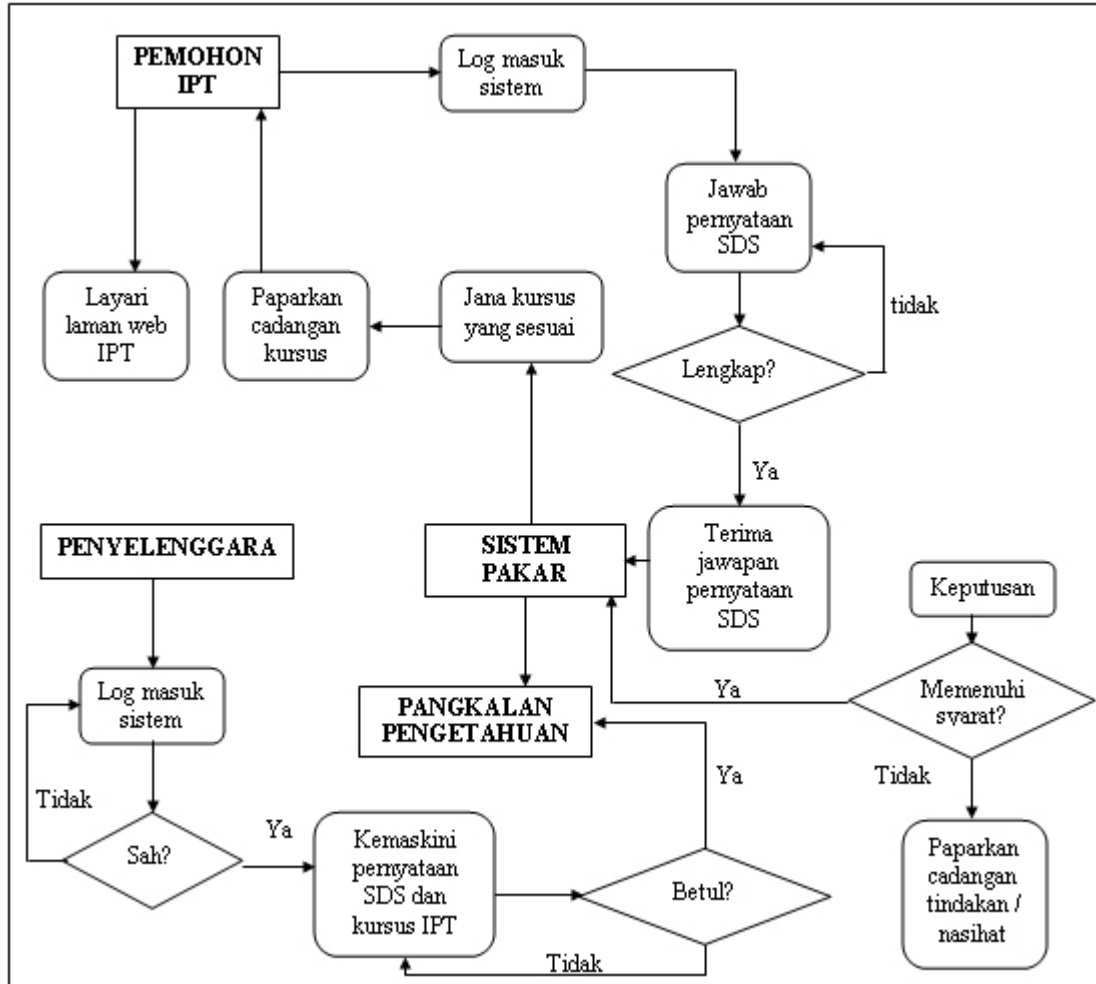 PEMOHON
IPT
Log masuk
sistem
Jawab
pernyataan
SDS
Layari
laman web
IPT
Paparkan
cadangan
kursus
Jana kursus
yang sesuai
tidak
Lengkap?
Ya
PENYELENGGARA
SISTEM
PAKAR
Terima
jawapan
pernyataan
SDS
Keputusan
Log masuk
sistem
PANGKALAN
PENGETAHUAN
Ya
Memenuhi
syarat?
Tidak
Ya
Tidak
Sah?
Ya
Kemaskini
pernyataan
SDS dan
kursus IPT
Betul?
Tidak
Paparkan
cadangan
tindakan /
nasihat